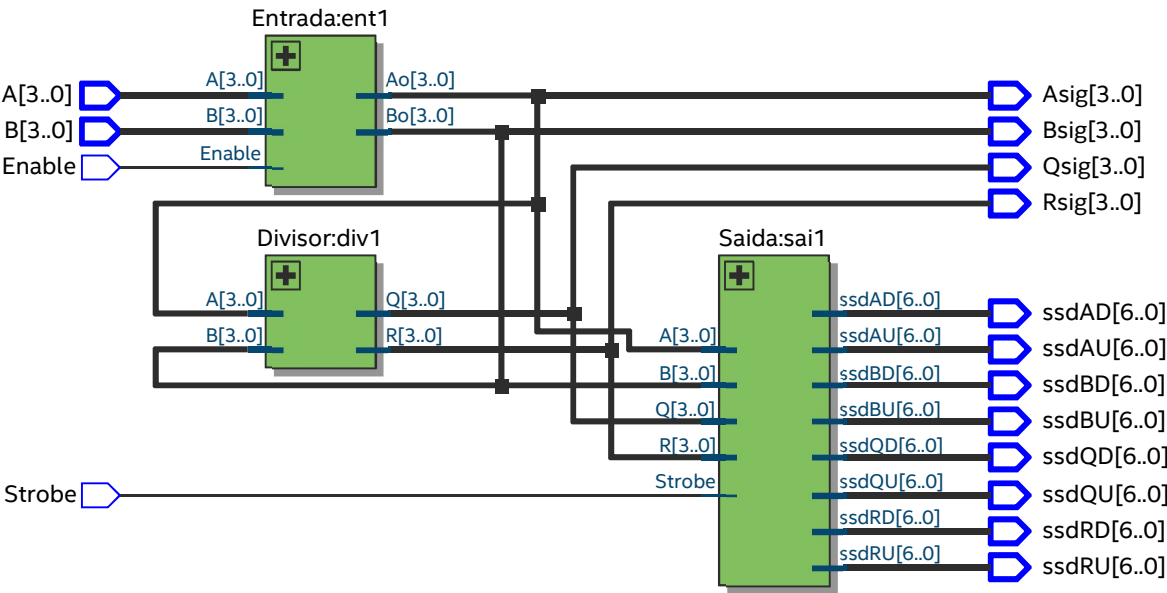 Entrada:ent1
A[3..0]
B[3..0]
Enable
A[3..0]
B[3..0]
Enable
Ao[3..0]
Bo[3..0]
Asig[3..0]
Bsig[3..0]
Qsig[3..0]
Rsig[3..0]
Divisor:div1
A[3..0]
B[3..0]
Q[3..0]
R[3..0]
Saida:sai1
A[3..0]
B[3..0]
Q[3..0]
R[3..0]
Strobe
Strobe
ssdAD[6..0]
ssdAU[6..0]
ssdBD[6..0]
ssdBU[6..0]
ssdQD[6..0]
ssdQU[6..0]
ssdRD[6..0]
ssdRU[6..0]
ssdAD[6..0]
ssdAU[6..0]
ssdBD[6..0]
ssdBU[6..0]
ssdQD[6..0]
ssdQU[6..0]
ssdRD[6..0]
ssdRU[6..0]